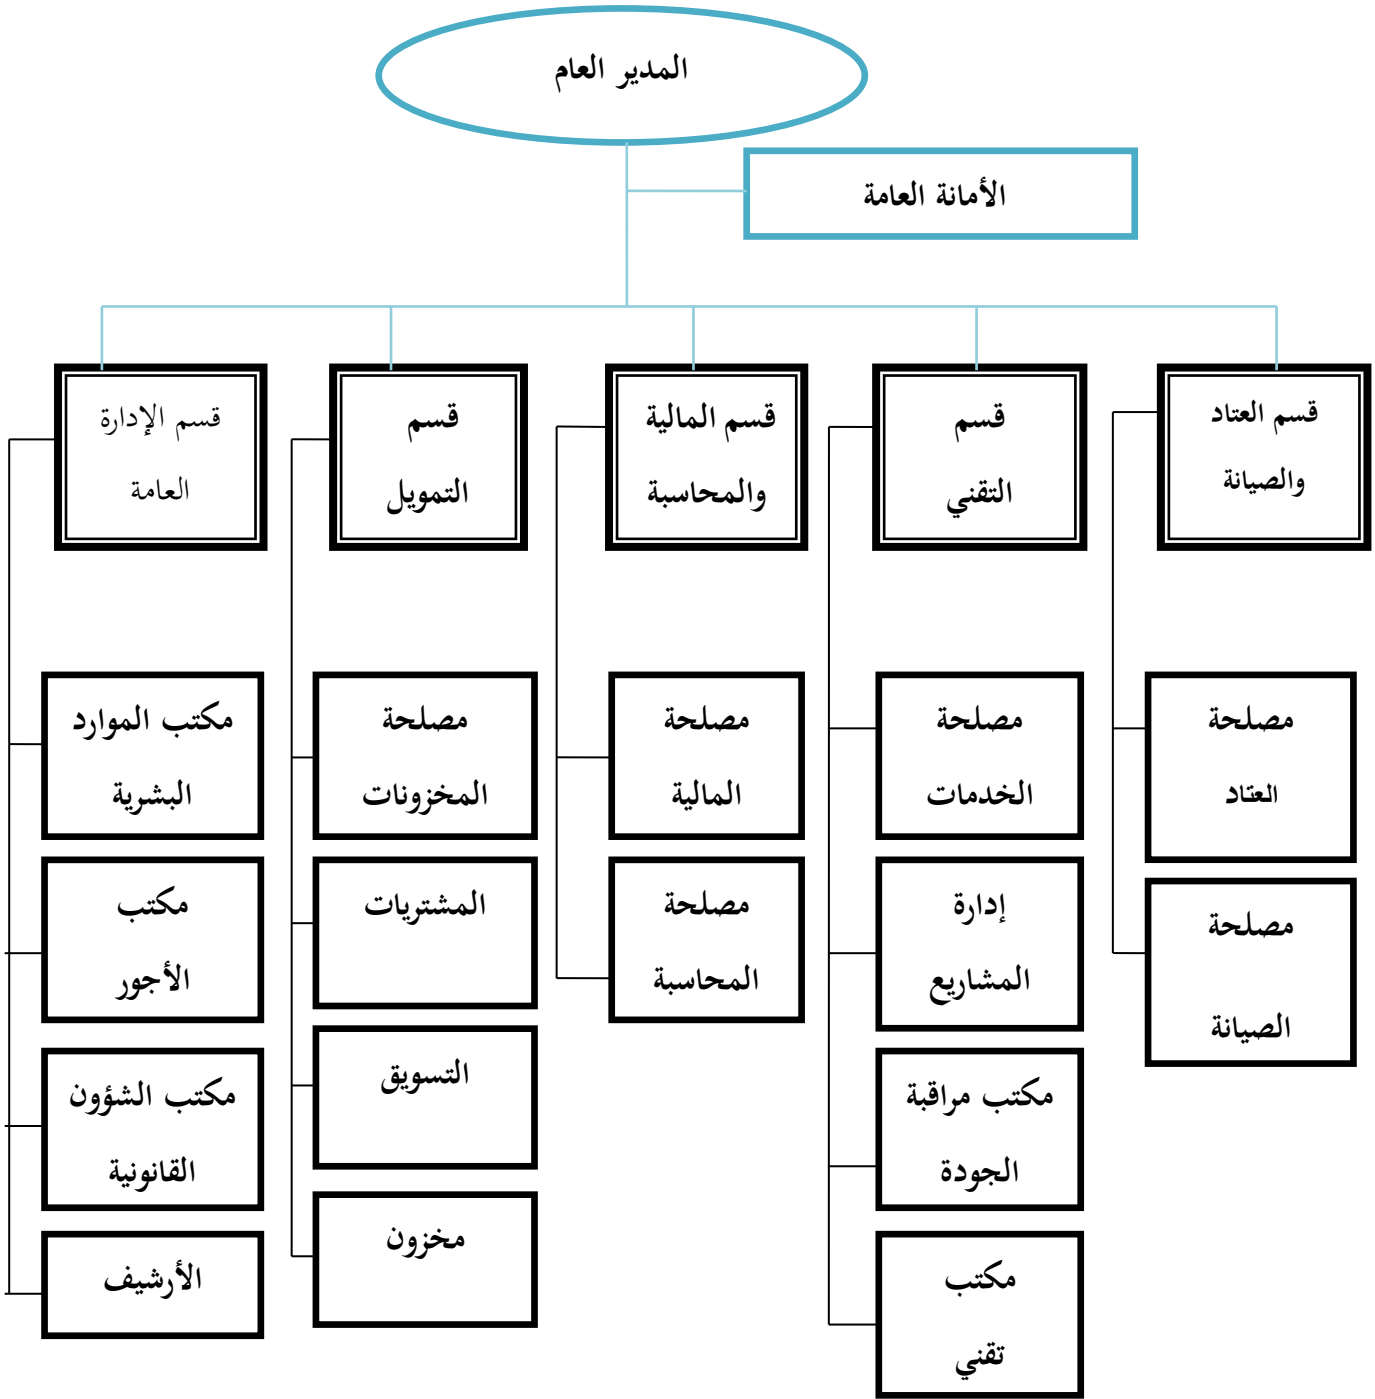 المدير العام
الأمانة العامة
قسم العتاد
والصيانة
قسم
التقني
قسم المالية
والمحاسبة
قسم
التمويل
قسم الإدارة
العامة
مصلحة
العتاد
مصلحة
الصيانة
مصلحة
الخدمات
إدارة
المشاريع
مكتب مراقبة
الجودة
مكتب
تقني
مصلحة
المالية
مصلحة
المحاسبة
مصلحة
المخزونات
المشتريات
التسويق
مخزون
مكتب الموارد
البشرية
مكتب
الأجور
مكتب الشؤون
القانونية
الأرشيف